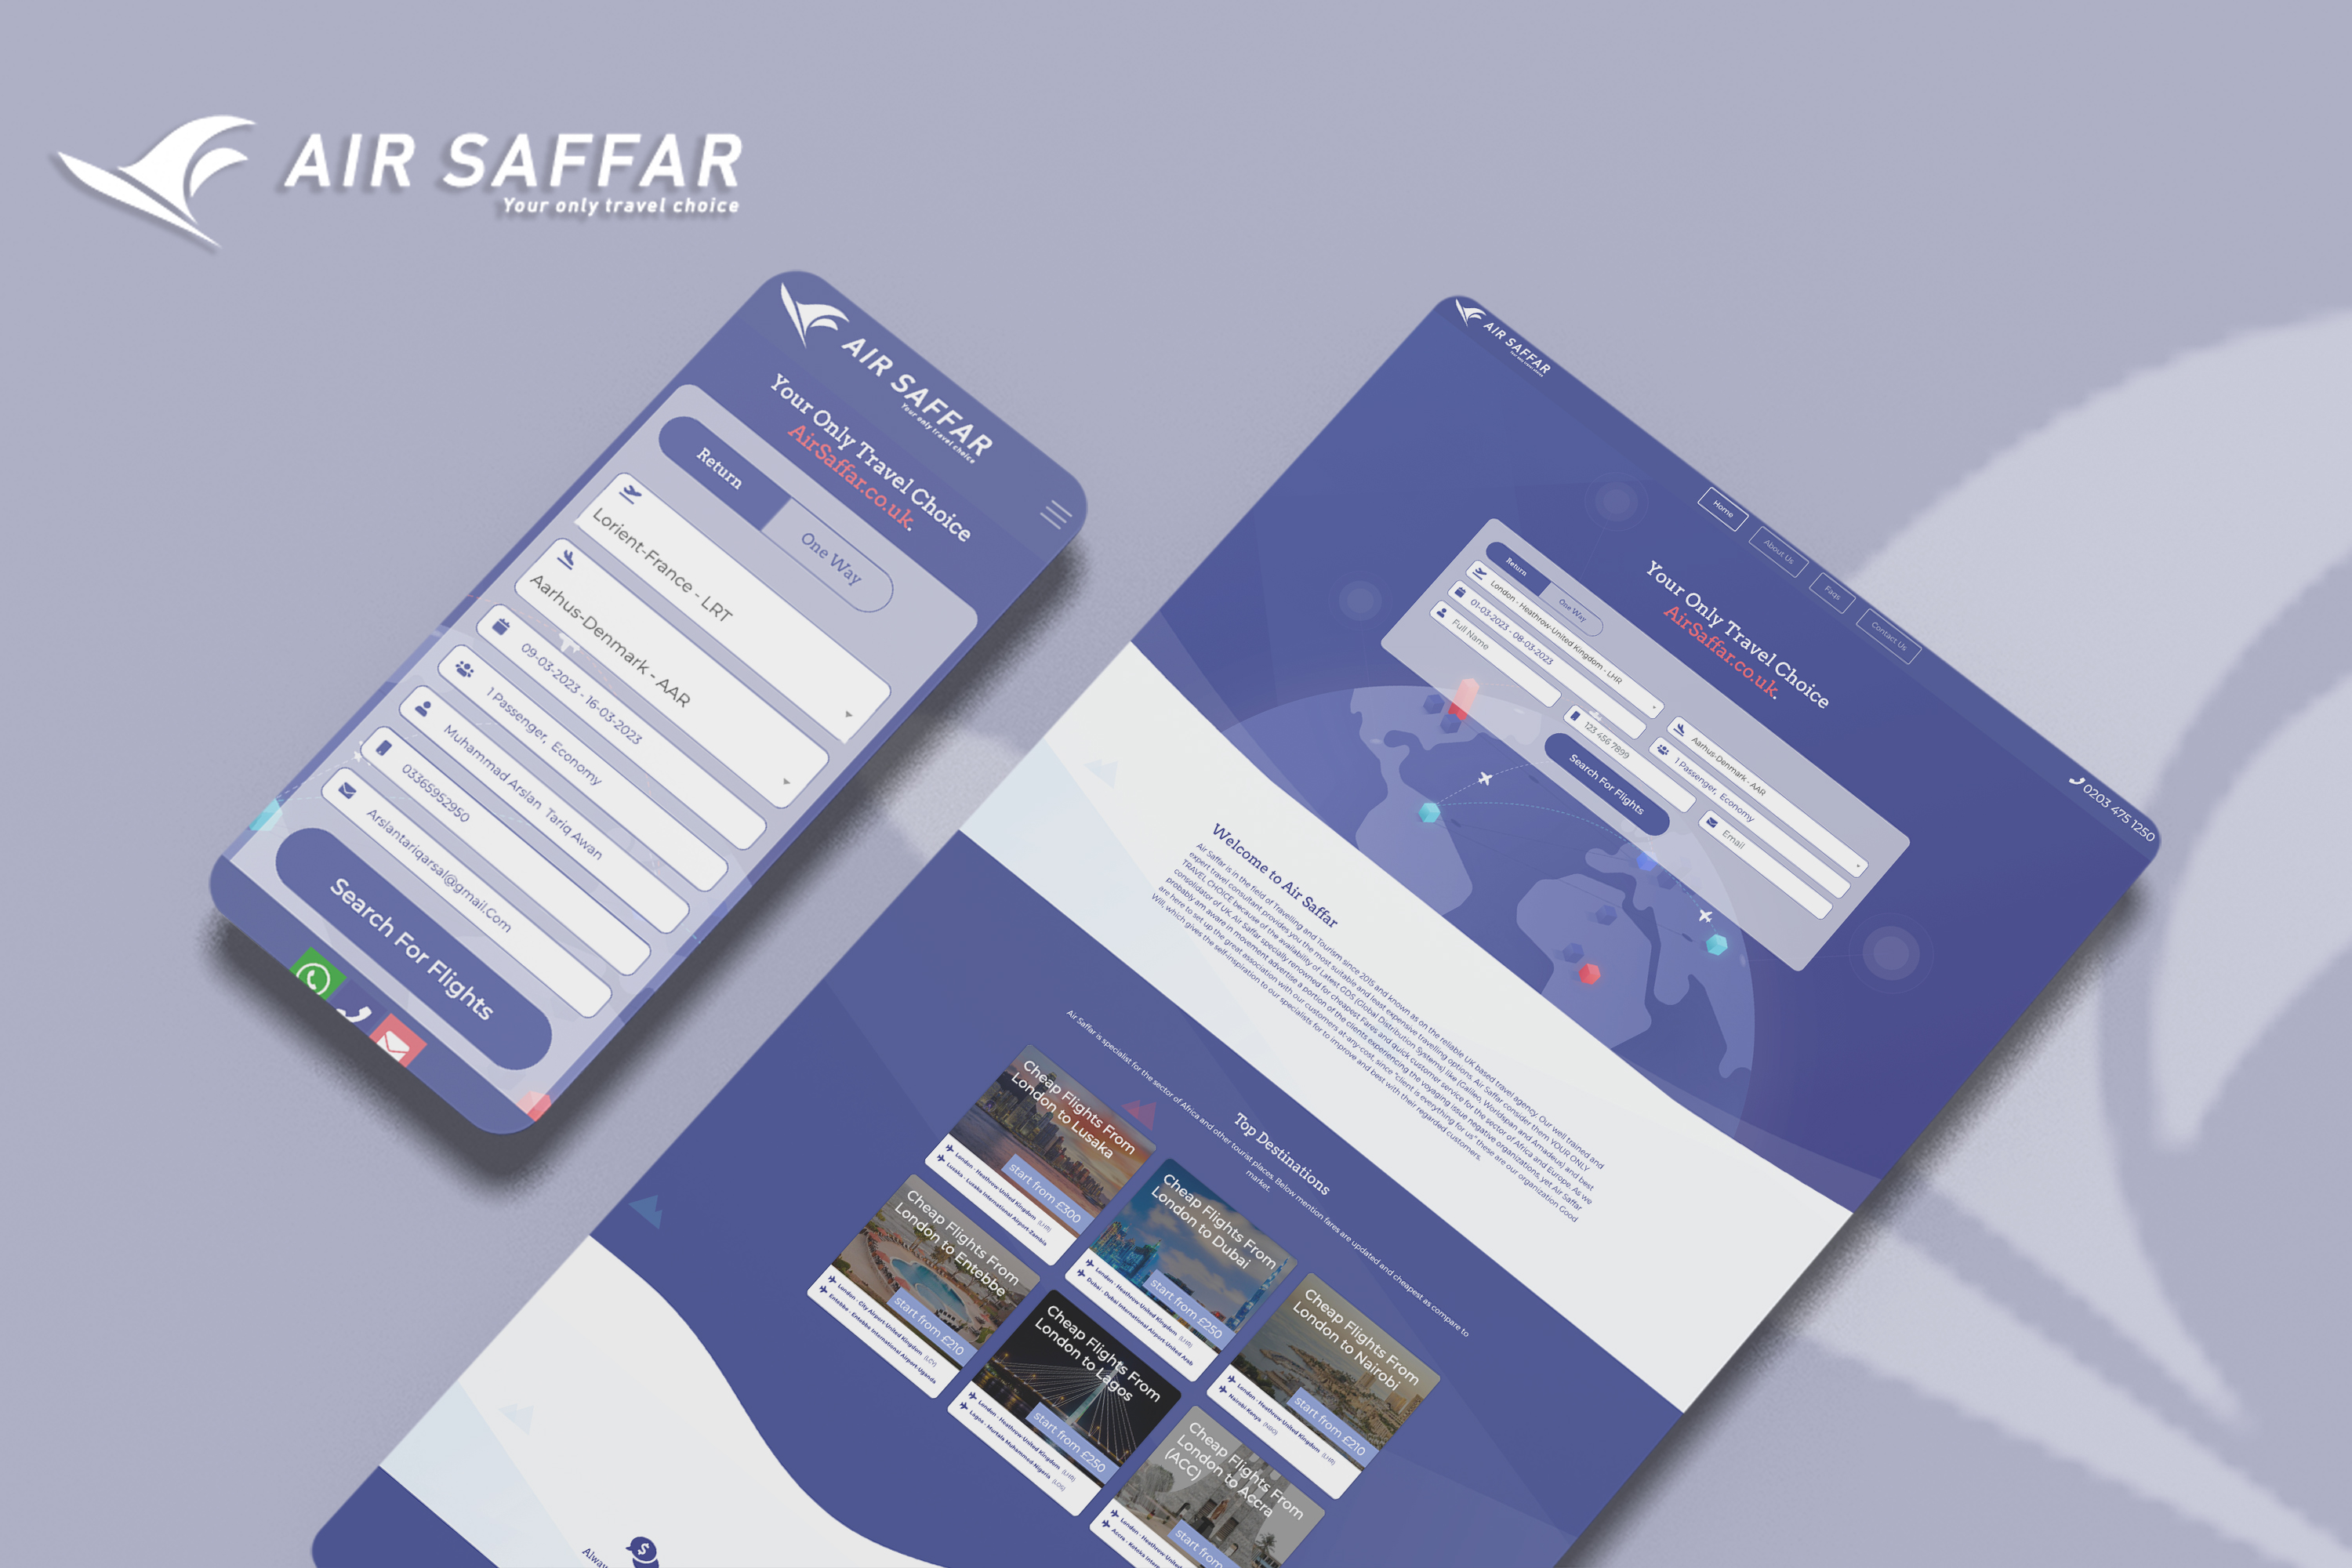 AIR SAFFAR
Your only travel choice
AIR SAFFAR
Your only travel choice
Your Only Travel Choice
AirSaffar.co.uk.
Return
One Way
Lorient-France - LRT
Aarhus-Denmark - AAR
09-03-2023 - 16-03-2023
1 Passenger, Economy
Muhammad Arslan Tariq Awan
03365952950
Arslantariqarsal@gmail.Com
Search For Flights
AIR SAFFAR
Home
About Us
Faqs
Contact Us
0203 475 1250
Your Only Travel Choice
AirSaffar.co.uk.
Return
One Way
London - Heathrow-United Kingdom - LHR
Aarhus-Denmark - AAR
01-03-2023 - 08-03-2023
1 Passenger, Economy
Full Name
123 456 7899
Email
Search For Flights
Welcome to Air Saffar
Air Saffar is in the field of Travelling and Tourism since 2015 and known as on the reliable UK based travel agency. Our well trained and
expert travel consultant provides you the most suitable and least expensive travelling options. Air Saffar consider them YOUR ONLY
TRAVEL CHOICE because of the availability of Latest GDS (Global Distribution Systems) like (Galileo, Worldspan and Amadeus) and best
consolidator of UK. Air Saffar specially renowned for cheapest Fares and quick customer service for the sector of Africa and Europe. As we
probably am aware in movement advertise a portion of the clients experiencing the voyaging issue negative organizations, yet Air Saffar
are here to set up the great association with our customers at-any-cost, since "client is everything for us" these are our organization Good
Will, which gives the self-inspiration to our specialists for to improve and best with their regarded customers.
Top Destinations
Air Saffar is specialist for the sector of Africa and other tourist places. Below mention fares are updated and cheapest as compare to
market.
Cheap Flights From
London to Lusaka
start from £300
London - Heathrow-United Kingdom (LHR)
Lusaka - Lusaka International Airport-Zambia
Cheap Flights From
London to Dubai
start from £250
London - Heathrow-United Kingdom (LHR)
Dubai - Dubai International Airport-United Arab
Cheap Flights From
London to Nairobi
start from £210
London - Heathrow-United Kingdom (LHR)
Nairobi-Kenya (NBO)
Cheap Flights From
London to Entebbe
start from £210
London - City Airport-United Kingdom (LCY)
Entebbe - Entebbe International Airport-Uganda
Cheap Flights From
London to Lagos
start from £250
London - Heathrow-United Kingdom (LHR)
Lagos - Murtala Muhammed-Nigeria (LOS)
Cheap Flights From
London to Accra
(ACC)
start from
London - Heathrow-United
Accra - Kotoka